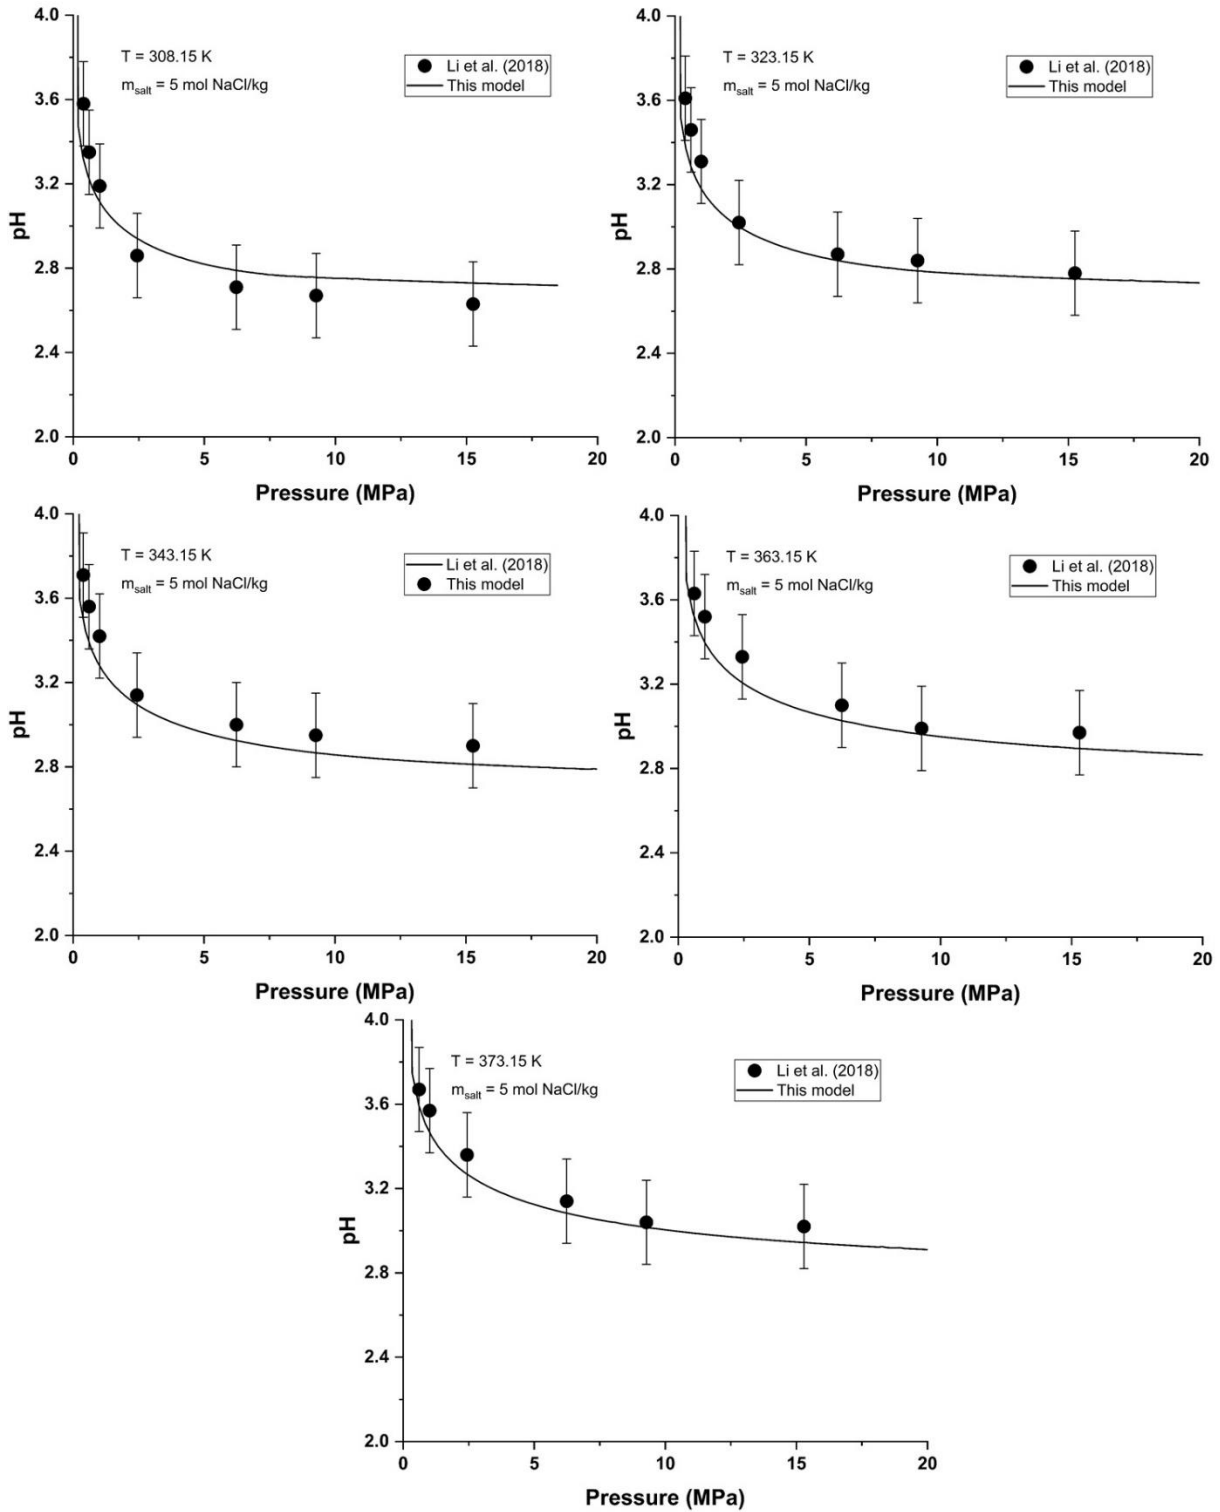 4.0
3.6
3.2
2.8
2.4
2.0
pH
T = 308.15 K
m_salt = 5 mol NaCl/kg
Li et al. (2018)
This model
0 5 10 15 20
Pressure (MPa)
4.0
3.6
3.2
2.8
2.4
2.0
pH
T = 323.15 K
m_salt = 5 mol NaCl/kg
Li et al. (2018)
This model
0 5 10 15 20
Pressure (MPa)
4.0
3.6
3.2
2.8
2.4
2.0
pH
T = 343.15 K
m_salt = 5 mol NaCl/kg
Li et al. (2018)
This model
0 5 10 15 20
Pressure (MPa)
4.0
3.6
3.2
2.8
2.4
2.0
pH
T = 363.15 K
m_salt = 5 mol NaCl/kg
Li et al. (2018)
This model
0 5 10 15 20
Pressure (MPa)
4.0
3.6
3.2
2.8
2.4
2.0
pH
T = 373.15 K
m_salt = 5 mol NaCl/kg
Li et al. (2018)
This model
0 5 10 15 20
Pressure (MPa)